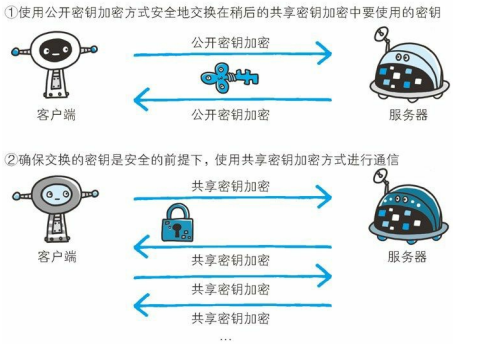 ①使用公开密钥加密方式安全地交换在稍后的共享密钥加密中要使用的密钥
公开密钥加密
公开密钥加密
客户端
服务器
②确保交换的密钥是安全的前提下，使用共享密钥加密方式进行通信
共享密钥加密
客户端
服务器
共享密钥加密
共享密钥加密
共享密钥加密
…